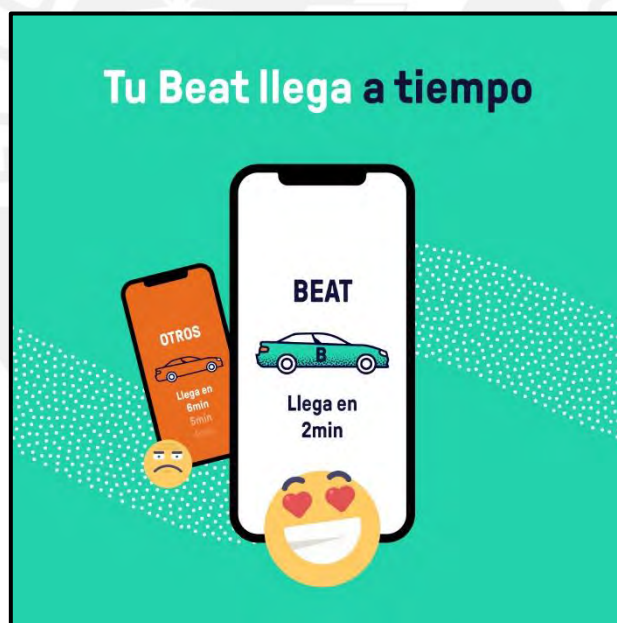 Tu Beat llega a tiempo
OTROS
Llega en
6min
5min
BEAT
B
Llega en
2min